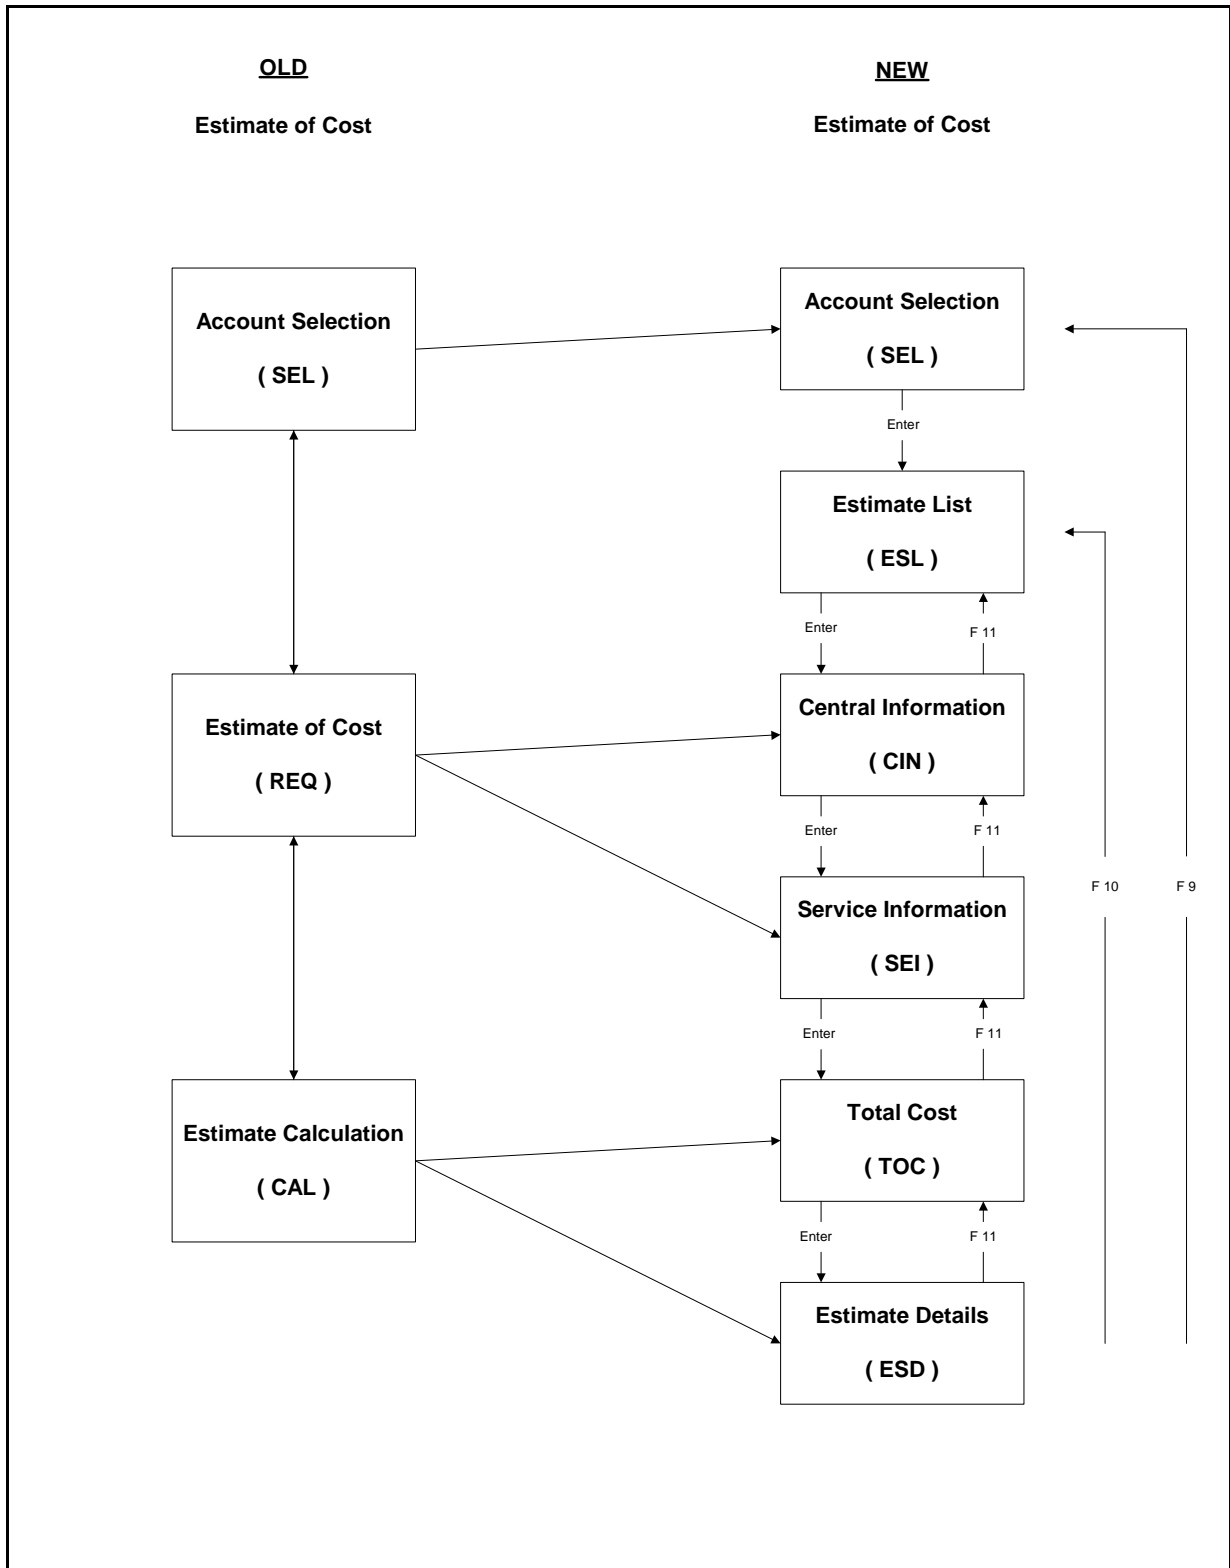 OLD
NEW
Estimate of Cost
Estimate of Cost
Account Selection
( SEL )
Account Selection
( SEL )
Enter
Estimate List
( ESL )
Enter
F 11
Estimate of Cost
( REQ )
Central Information
( CIN )
Enter
F 11
F 10
F 9
Service Information
( SEI )
Enter
F 11
Estimate Calculation
( CAL )
Total Cost
( TOC )
Enter
F 11
Estimate Details
( ESD )